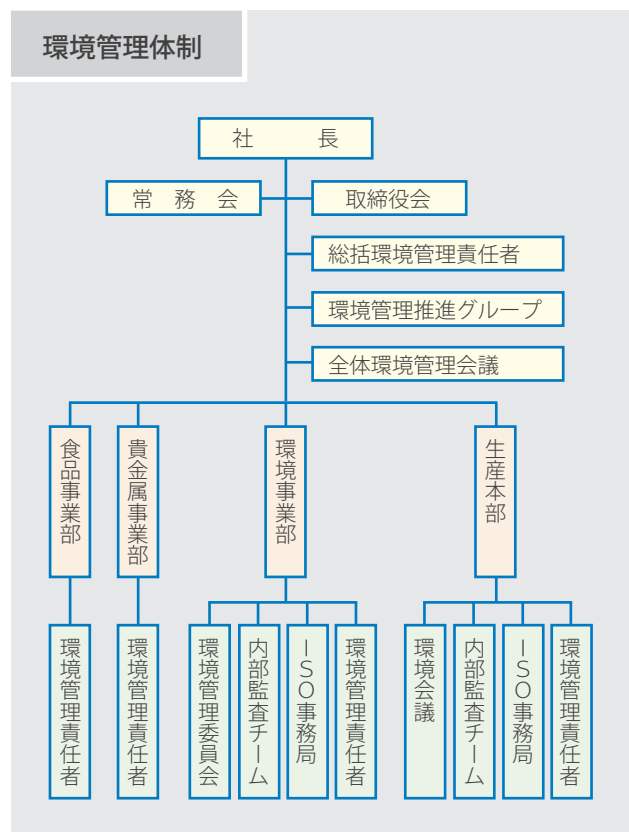 環境管理体制
社長
常務会
取締役会
総括環境管理責任者
環境管理推進グループ
全体環境管理会議
食品事業部
貴金属事業部
環境事業部
生産本部
環境管理責任者
環境管理責任者
環境管理委員会
内部監査チーム
ISO事務局
環境管理責任者
環境会議
内部監査チーム
ISO事務局
環境管理責任者